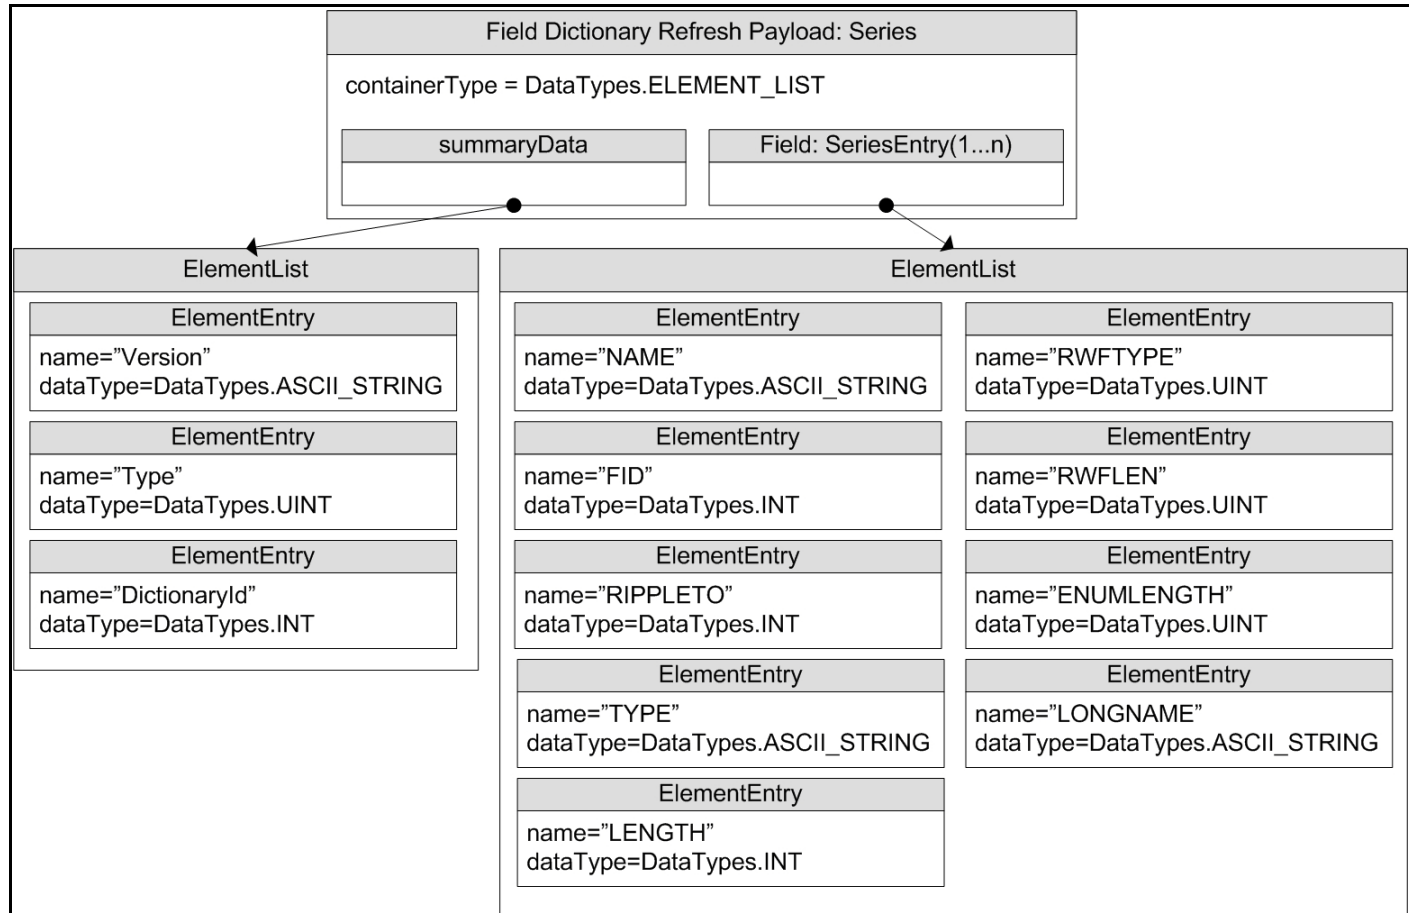 Field Dictionary Refresh Payload: Series
containerType = DataTypes.ELEMENT_LIST
summaryData
Field: SeriesEntry(1...n)
ElementList
ElementEntry
name=”Version”
dataType=DataTypes.ASCII_STRING
ElementEntry
name=”Type”
dataType=DataTypes.UINT
ElementEntry
name=”DictionaryId”
dataType=DataTypes.INT
ElementList
ElementEntry
name=”NAME”
dataType=DataTypes.ASCII_STRING
ElementEntry
name=”FID”
dataType=DataTypes.INT
ElementEntry
name=”RIPPLETO”
dataType=DataTypes.INT
ElementEntry
name=”TYPE”
dataType=DataTypes.ASCII_STRING
ElementEntry
name=”LENGTH”
dataType=DataTypes.INT
ElementEntry
name=”RWFTYPE”
dataType=DataTypes.UINT
ElementEntry
name=”RWFLEN”
dataType=DataTypes.UINT
ElementEntry
name=”ENUMLENGTH”
dataType=DataTypes.UINT
ElementEntry
name=”LONGNAME”
dataType=DataTypes.ASCII_STRING